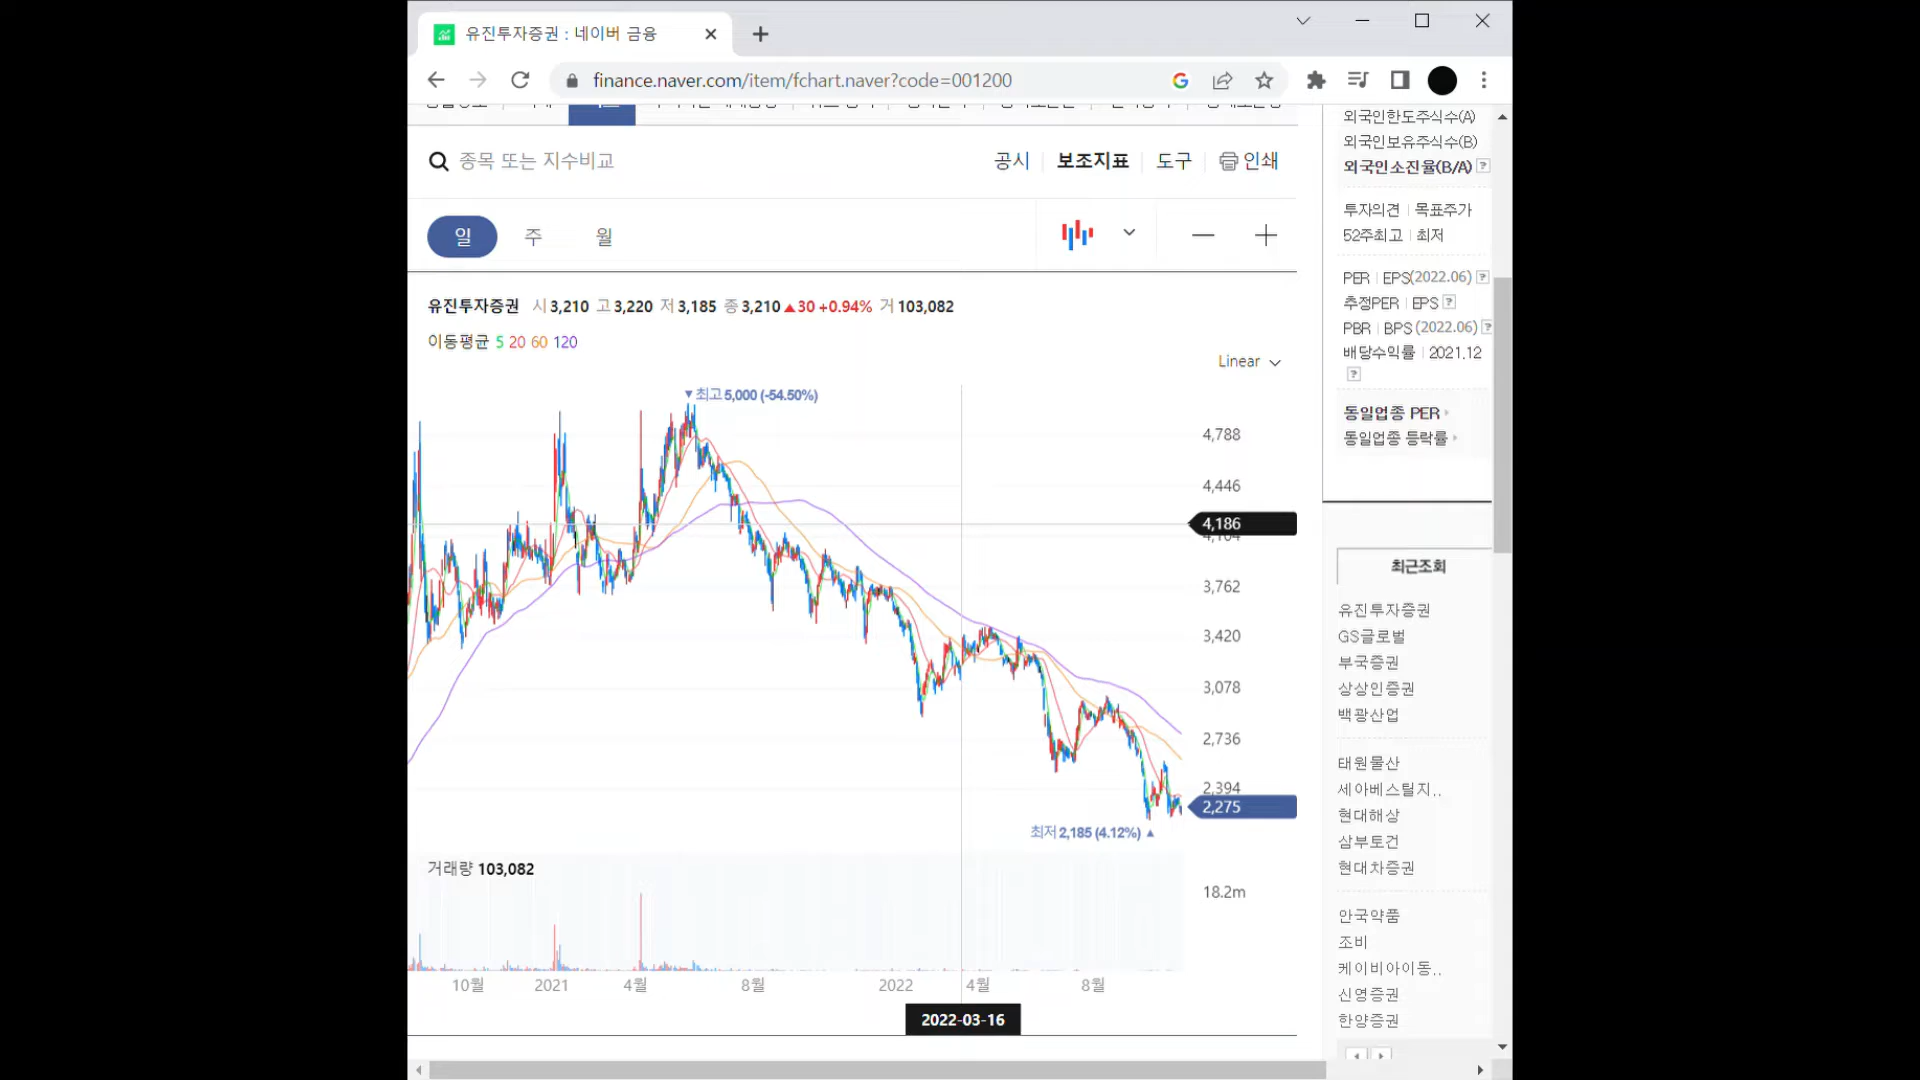 유진투자증권 : 네이버 금융
finance.naver.com/item/fchart.naver?code=001200
종목 또는 지수비교
공시 보조지표 도구 인쇄
일 주 월
유진투자증권 시 3,210 고 3,220 저 3,185 종 3,210 ▲30 +0.94% 거 103,082
이동평균 5 20 60 120
Linear
▼최고 5,000 (-54.50%)
4,788
4,446
4,186
4,104
3,762
3,420
3,078
2,736
2,394
2,275
최저 2,185 (4.12%) ▲
거래량 103,082
18.2m
10월 2021 4월 8월 2022 4월 8월
2022-03-16
외국인한도주식수(A)
외국인보유주식수(B)
외국인소진율(B/A) ?
투자의견 | 목표주가
52주최고 | 최저
PER | EPS(2022.06) ?
추정PER | EPS ?
PBR | BPS (2022.06) ?
배당수익률 | 2021.12
?
동일업종 PER
동일업종 등락률
최근조회
유진투자증권
GS글로벌
부국증권
상상인증권
백광산업
태원물산
세아베스틸지..
현대해상
삼부토건
현대차증권
안국약품
조비
케이비아이동..
신영증권
한양증권